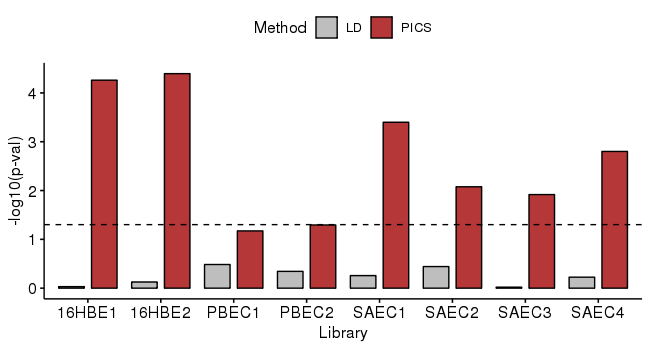 Method LD PICS
-log10(p-val)
4
3
2
1
0
16HBE1 16HBE2 PBEC1 PBEC2 SAEC1 SAEC2 SAEC3 SAEC4
Library